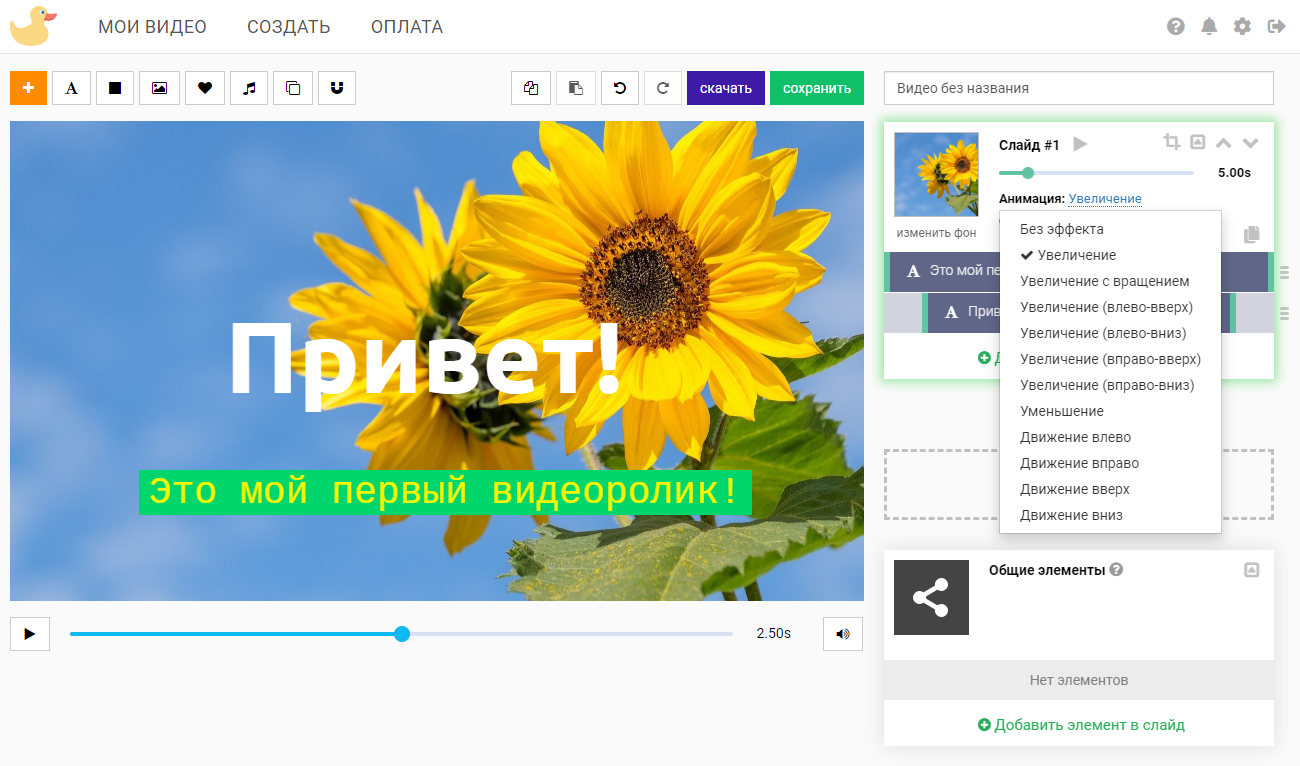 МОИ ВИДЕО СОЗДАТЬ ОПЛАТА
A скачать сохранить
Видео без названия
Слайд #1
5.00s
Анимация: Увеличение
изменить фон
Без эффекта
Увеличение
Увеличение с вращением
Увеличение (влево-вверх)
Увеличение (влево-вниз)
Увеличение (вправо-вверх)
Увеличение (вправо-вниз)
Уменьшение
Движение влево
Движение вправо
Движение вверх
Движение вниз
A Это мой пе
A Прив
Привет!
Это мой первый видеоролик!
2.50s
Общие элементы
Нет элементов
Добавить элемент в слайд